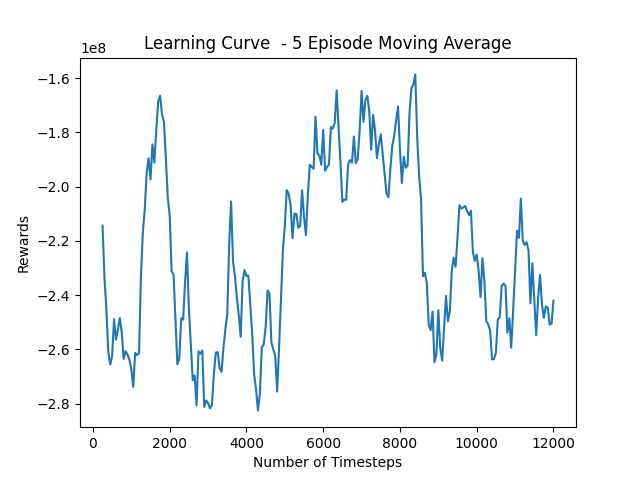 Learning Curve  - 5 Episode Moving Average
1e8
−1.6
−1.8
−2.0
−2.2
−2.4
−2.6
−2.8
Rewards
0 2000 4000 6000 8000 10000 12000
Number of Timesteps